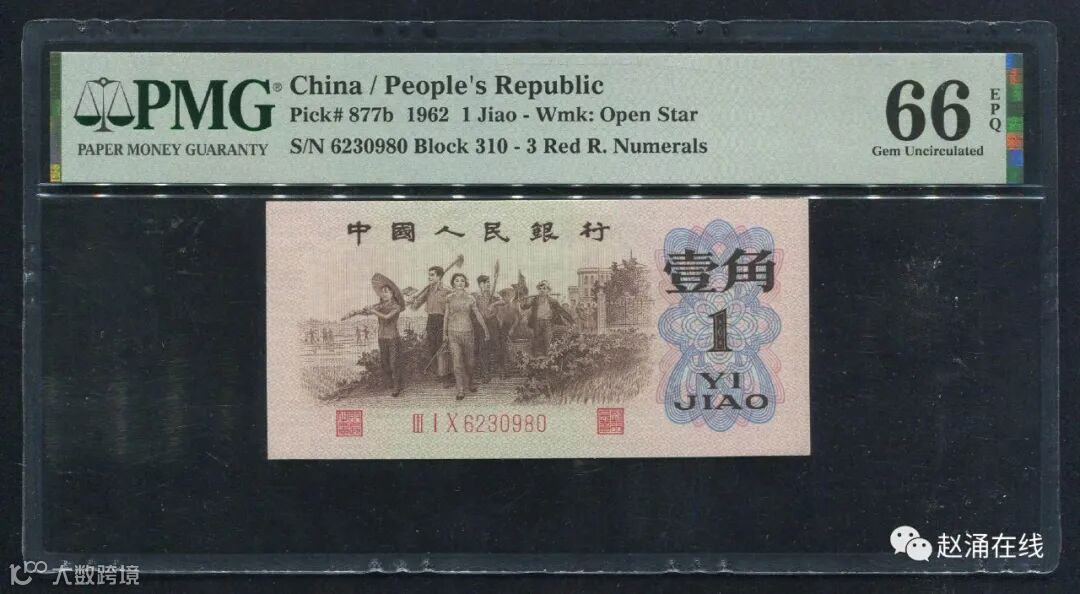 PMG®
PAPER MONEY GUARANTY
China / People's Republic
Pick# 877b 1962 1 Jiao - Wmk: Open Star
S/N 6230980 Block 310 - 3 Red R. Numerals
66
EPQ
Gem Uncirculated
中國人民銀行
壹角
1
YI
JIAO
Ⅲ Ⅰ Ⅹ 6230980
赵涌在线
大数跨境